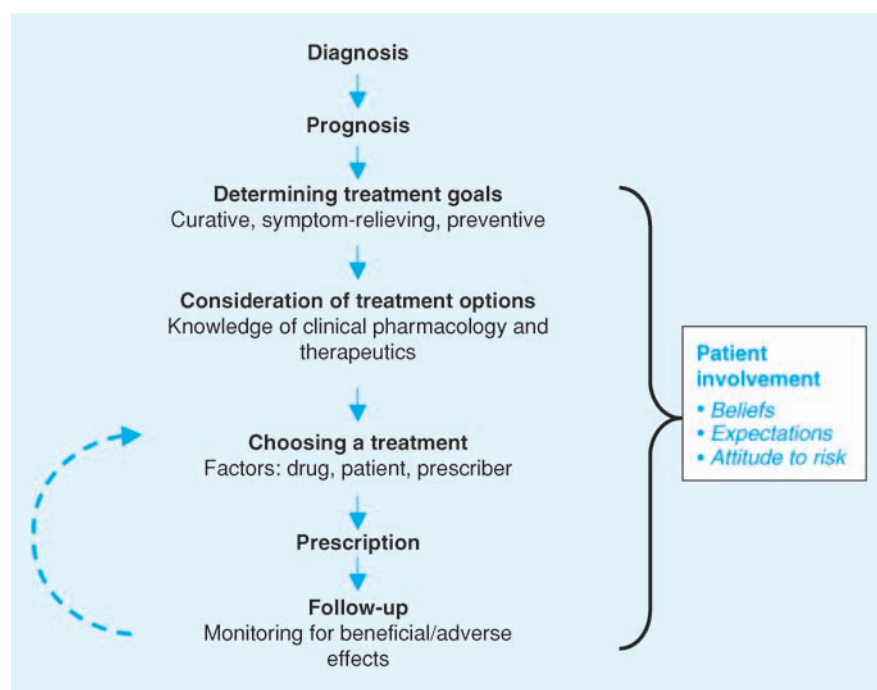 Diagnosis
Prognosis
Determining treatment goals
Curative, symptom-relieving, preventive
Consideration of treatment options
Knowledge of clinical pharmacology and
therapeutics
Choosing a treatment
Factors: drug, patient, prescriber
Prescription
Follow-up
Monitoring for beneficial/adverse
effects
Patient
involvement
• Beliefs
• Expectations
• Attitude to risk